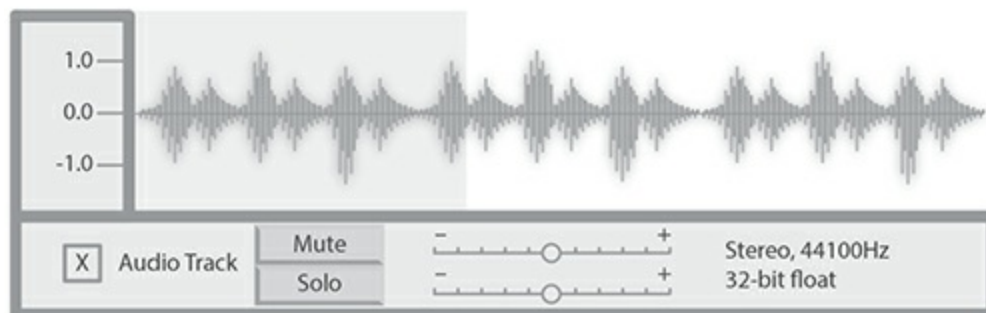 1.0
0.0
-1.0
X
Audio Track
Mute
Solo
- +
- +
Stereo, 44100Hz
32-bit float